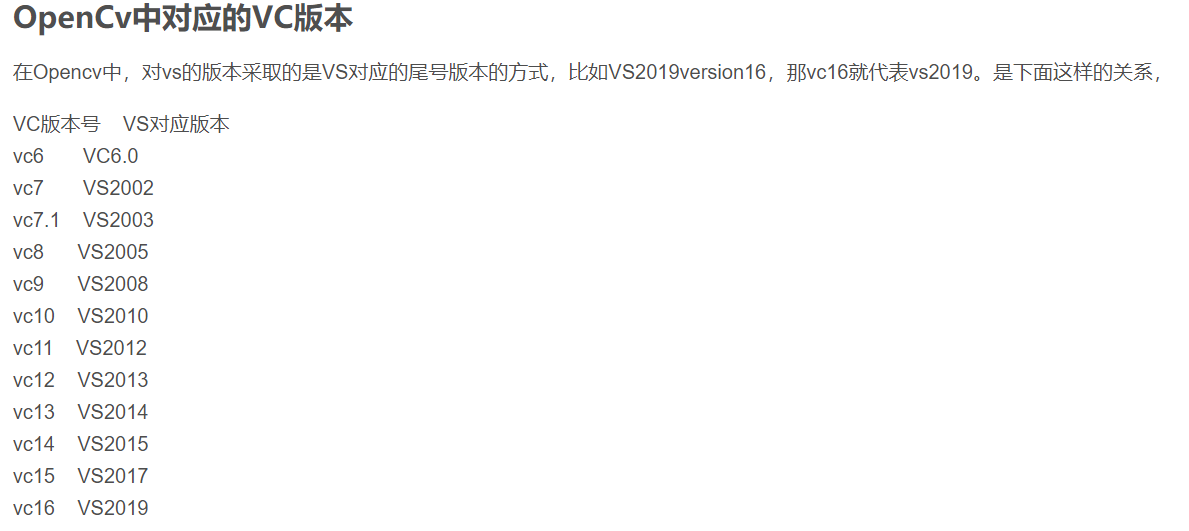 OpenCv中对应的VC版本
在Opencv中，对vs的版本采取的是VS对应的尾号版本的方式，比如VS2019version16，那vc16就代表vs2019。是下面这样的关系，
VC版本号 VS对应版本
vc6 VC6.0
vc7 VS2002
vc7.1 VS2003
vc8 VS2005
vc9 VS2008
vc10 VS2010
vc11 VS2012
vc12 VS2013
vc13 VS2014
vc14 VS2015
vc15 VS2017
vc16 VS2019